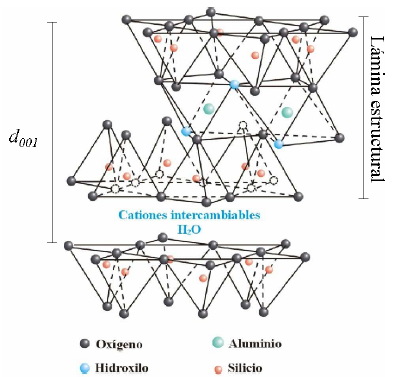 d001
Lámina estructural
Cationes intercambiables
H₂O
Oxígeno
Aluminio
Hidroxilo
Silicio